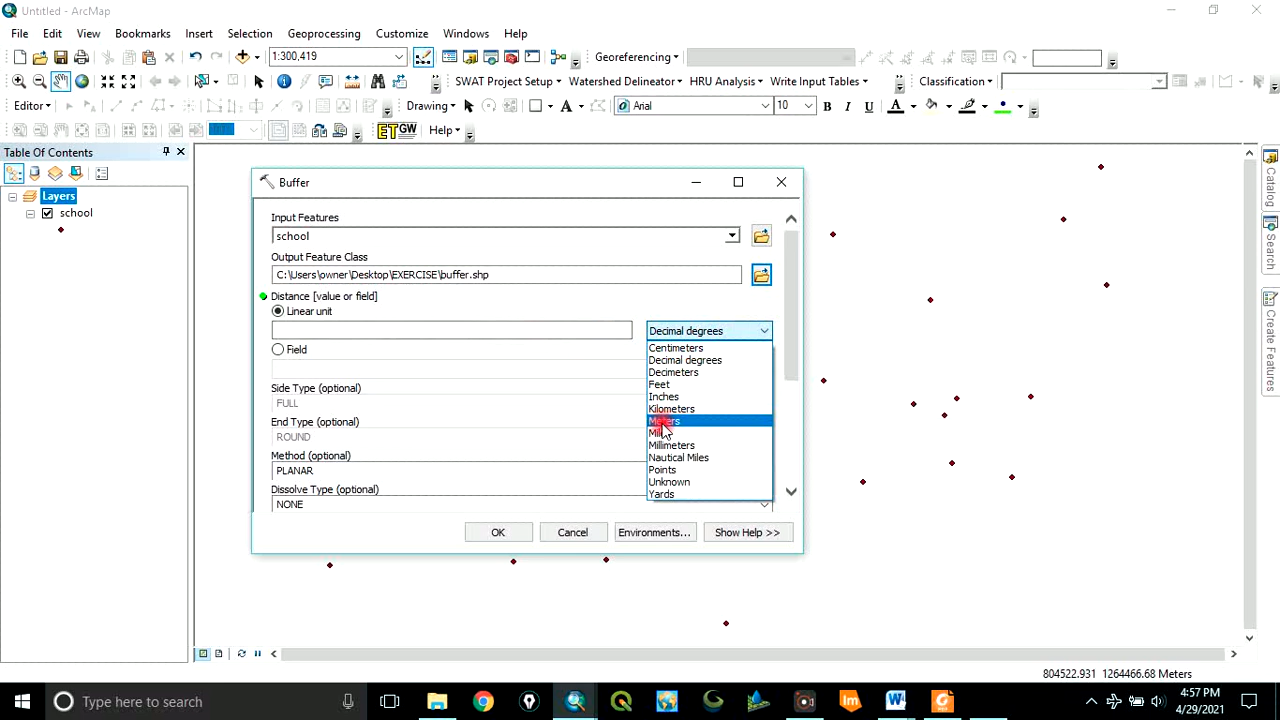 Untitled - ArcMap
File Edit View Bookmarks Insert Selection Geoprocessing Customize Windows Help
1:300,419
Georeferencing
SWAT Project Setup
Watershed Delineator
HRU Analysis
Write Input Tables
Classification
Editor
Drawing
A
Arial
10
B I U A
ET GW Help
Table Of Contents
Layers
school
Buffer
Input Features
school
Output Feature Class
C:\Users\owner\Desktop\EXERCISE\buffer.shp
Distance [value or field]
Linear unit
Decimal degrees
Centimeters
Decimal degrees
Decimeters
Feet
Inches
Kilometers
Meters
Millimeters
Nautical Miles
Points
Unknown
Yards
Field
Side Type (optional)
FULL
End Type (optional)
ROUND
Method (optional)
PLANAR
Dissolve Type (optional)
NONE
OK
Cancel
Environments...
Show Help >>
Catalog
Search
Create Features
804522.931 1264466.68 Meters
Type here to search
W
4:57 PM
4/29/2021